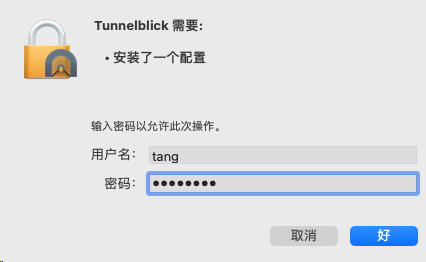 Tunnelblick 需要:
• 安装了一个配置
输入密码以允许此次操作。
用户名: tang
密码: ●●●●●●●●
取消 好